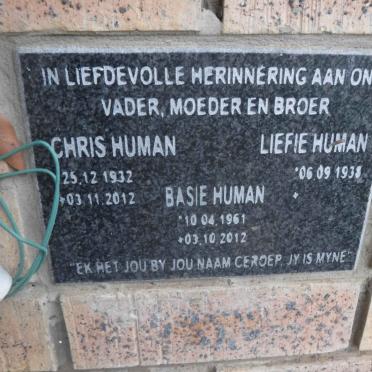 IN LIEFDEVOLLE HERINNERING AAN ON
VADER, MOEDER EN BROER
CHRIS HUMAN LIEFIE HUMAN
*25.12 1932 *06 09 1938
+03.11.2012 BASIE HUMAN +
*10 04 1961
+03.10 2012
"EK HET JOU BY JOU NAAM GEROEP, JY IS MYNE"